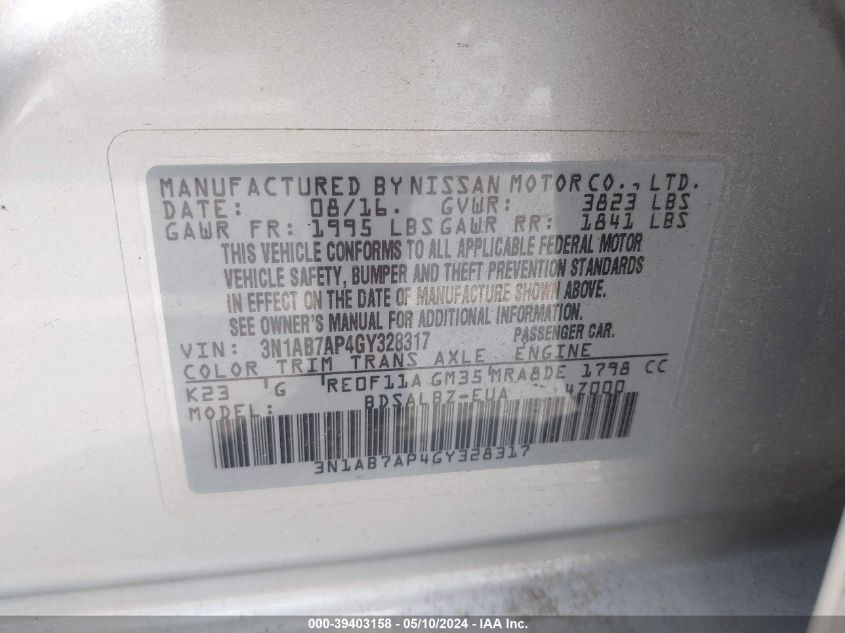 MANUFACTURED BY NISSAN MOTOR CO., LTD.
DATE: 08/16. GVWR: 3823 LBS
GAWR FR: 1995 LBS GAWR RR: 1841 LBS
THIS VEHICLE CONFORMS TO ALL APPLICABLE FEDERAL MOTOR
VEHICLE SAFETY, BUMPER AND THEFT PREVENTION STANDARDS
IN EFFECT ON THE DATE OF MANUFACTURE SHOWN ABOVE.
SEE OWNER'S MANUAL FOR ADDITIONAL INFORMATION.
VIN: 3N1AB7AP4GY328317 PASSENGER CAR.
COLOR TRIM TRANS AXLE ENGINE
K23 G RE0F11A GM35 MRA8DE 1798 CC
MODEL: BDSALBZ-EUA 47000
3N1AB7AP4GY328317
000-39403158 - 05/10/2024 - IAA Inc.